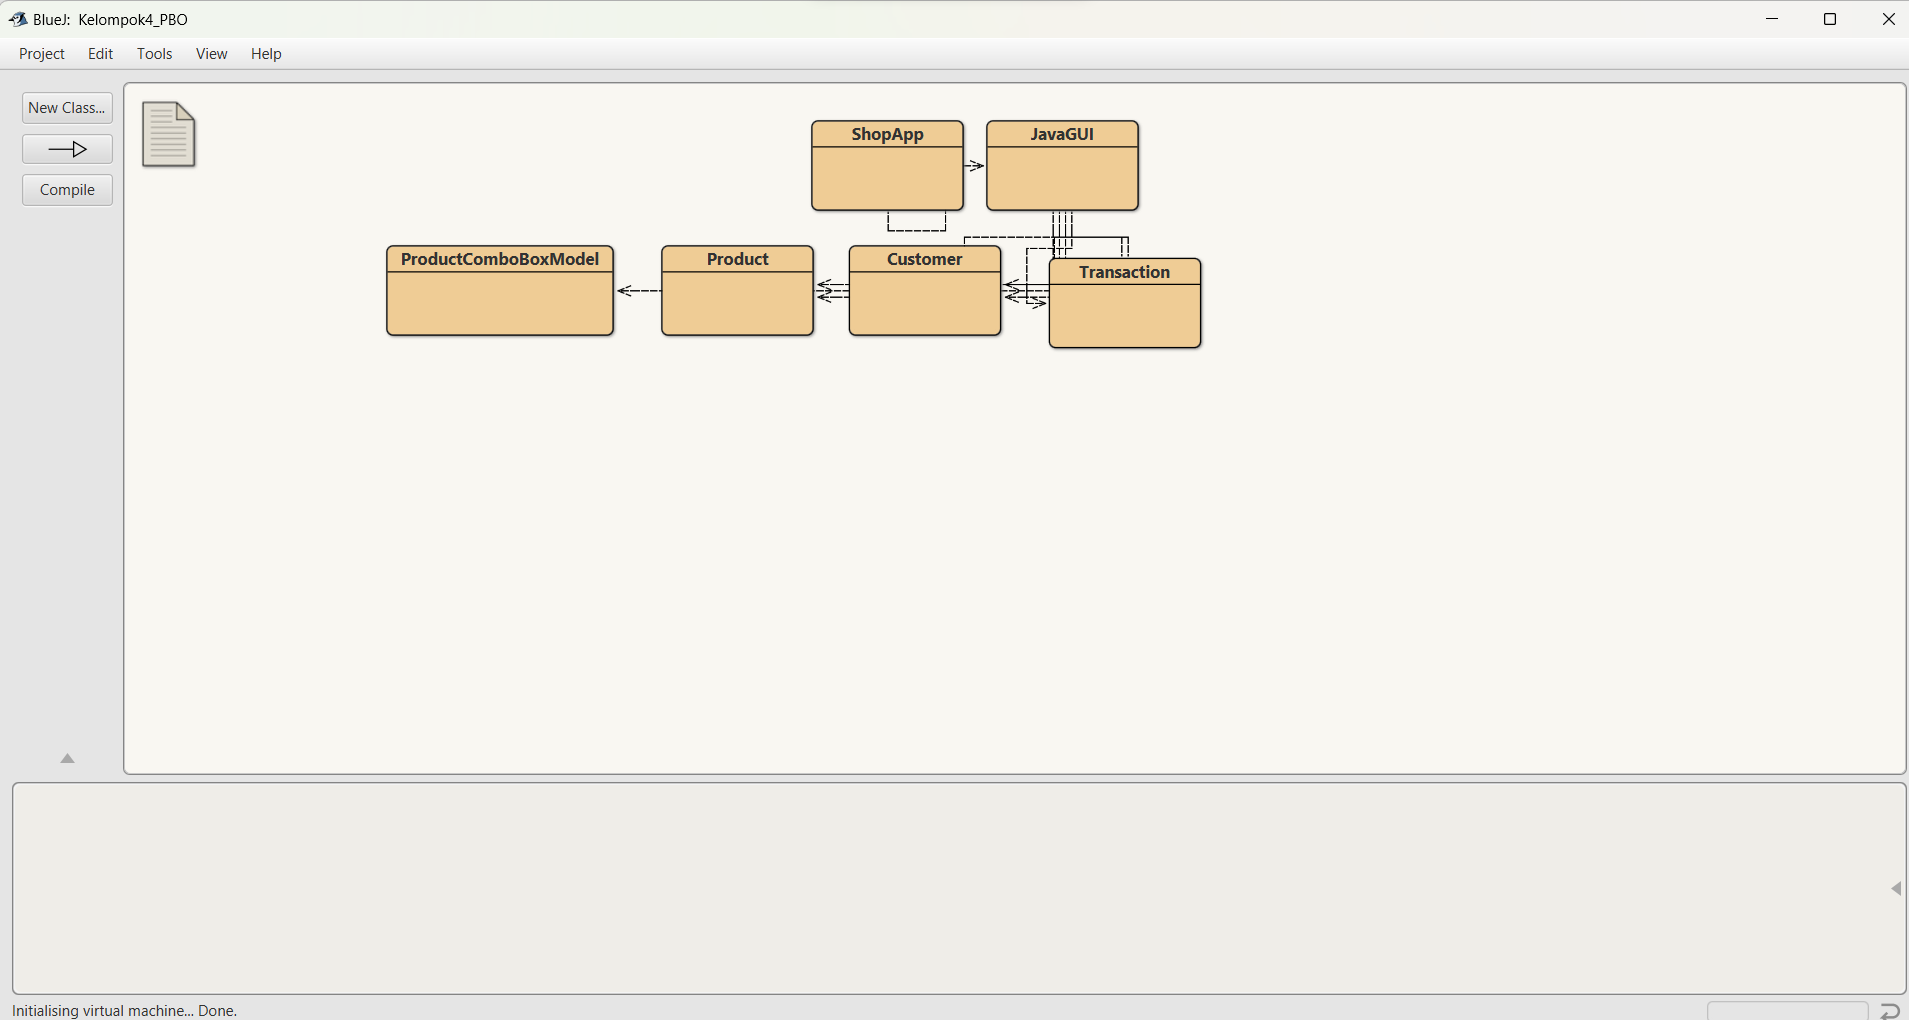 BlueJ: Kelompok4_PBO
Project Edit Tools View Help
New Class...
Compile
ShopApp
JavaGUI
ProductComboBoxModel
Product
Customer
Transaction
Initialising virtual machine... Done.